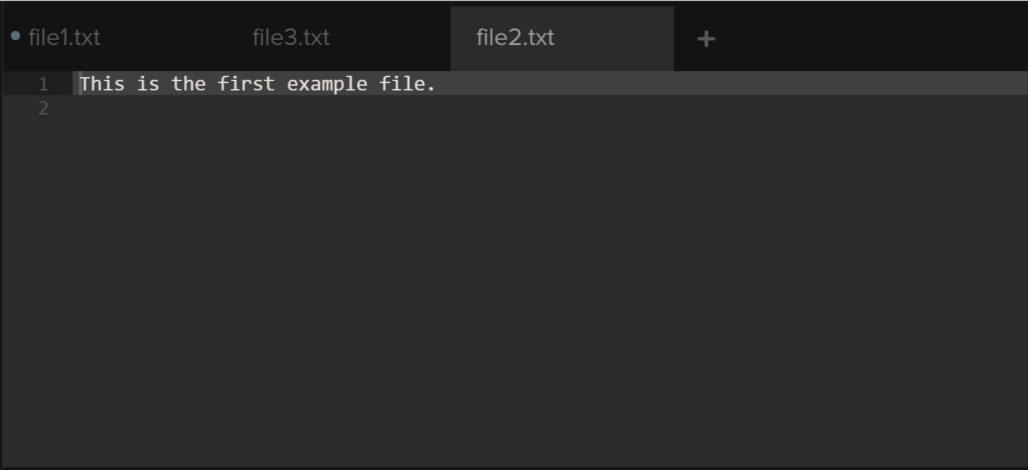 file1.txt file3.txt file2.txt +
1 This is the first example file.
2